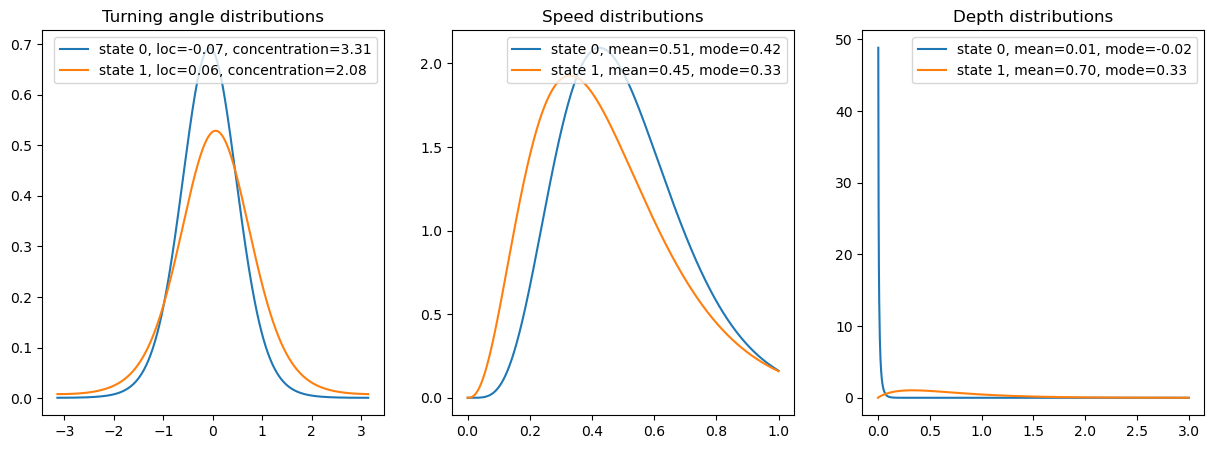 Turning angle distributions
state 0, loc=-0.07, concentration=3.31
state 1, loc=0.06, concentration=2.08
0.7
0.6
0.5
0.4
0.3
0.2
0.1
0.0
−3 −2 −1 0 1 2 3
Speed distributions
state 0, mean=0.51, mode=0.42
state 1, mean=0.45, mode=0.33
2.0
1.5
1.0
0.5
0.0
0.0 0.2 0.4 0.6 0.8 1.0
Depth distributions
state 0, mean=0.01, mode=-0.02
state 1, mean=0.70, mode=0.33
50
40
30
20
10
0
0.0 0.5 1.0 1.5 2.0 2.5 3.0